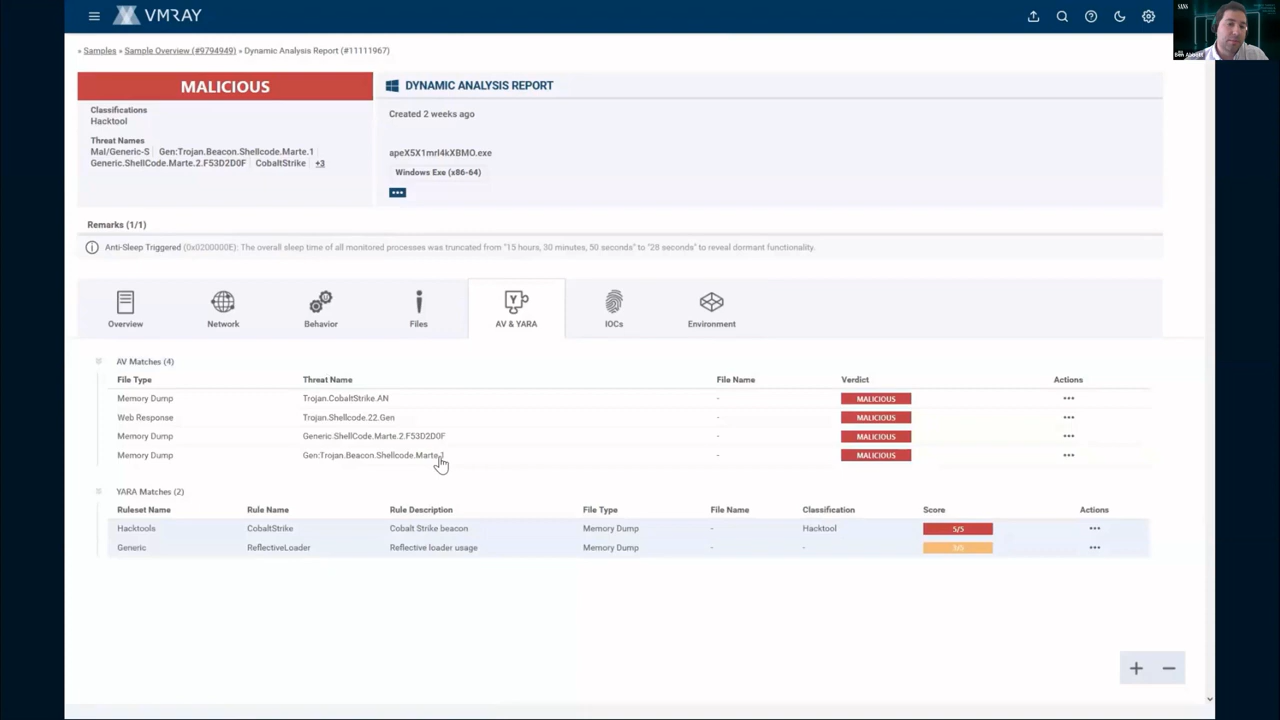 VMRAY
SANS
Ben Abbott
» Samples » Sample Overview (#9794949) » Dynamic Analysis Report (#11111967)
MALICIOUS
DYNAMIC ANALYSIS REPORT
Classifications
Hacktool
Created 2 weeks ago
Threat Names
Mal/Generic-S Gen:Trojan.Beacon.Shellcode.Marte.1
Generic.ShellCode.Marte.2.F53D2D0F CobaltStrike +3
apeX5X1mrI4kXBMO.exe
Windows Exe (x86-64)
Remarks (1/1)
Anti-Sleep Triggered (0x0200000E): The overall sleep time of all monitored processes was truncated from "15 hours, 30 minutes, 50 seconds" to "28 seconds" to reveal dormant functionality.
Overview Network Behavior Files AV & YARA IOCs Environment
AV Matches (4)
File Type Threat Name File Name Verdict Actions
Memory Dump Trojan.CobaltStrike.AN - MALICIOUS •••
Web Response Trojan.Shellcode.22.Gen - MALICIOUS •••
Memory Dump Generic.ShellCode.Marte.2.F53D2D0F - MALICIOUS •••
Memory Dump Gen:Trojan.Beacon.Shellcode.Marte.1 - MALICIOUS •••
YARA Matches (2)
Ruleset Name Rule Name Rule Description File Type File Name Classification Score Actions
Hacktools CobaltStrike Cobalt Strike beacon Memory Dump - Hacktool 5/5 •••
Generic ReflectiveLoader Reflective loader usage Memory Dump - - 3/5 •••